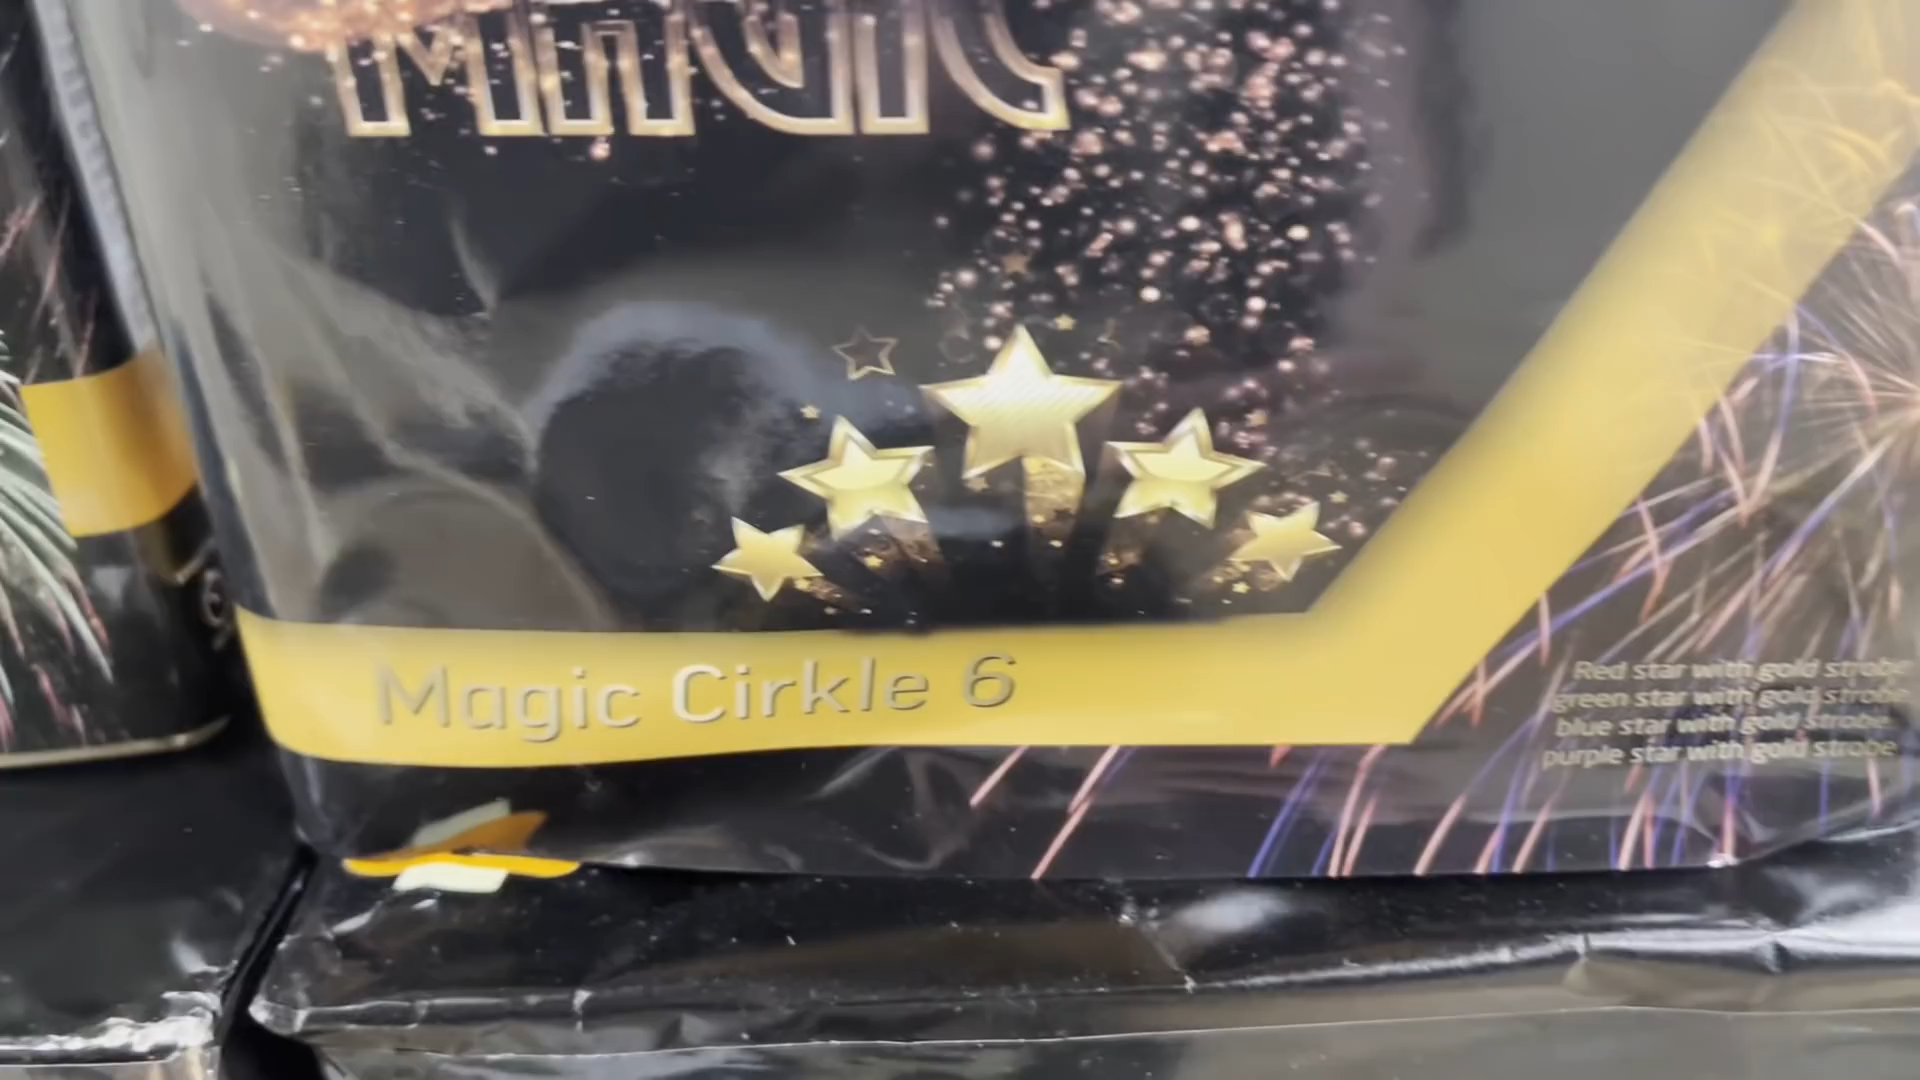 MAGIC
Magic Cirkle 6
Red star with gold strobe
green star with gold strobe
blue star with gold strobe
purple star with gold strobe